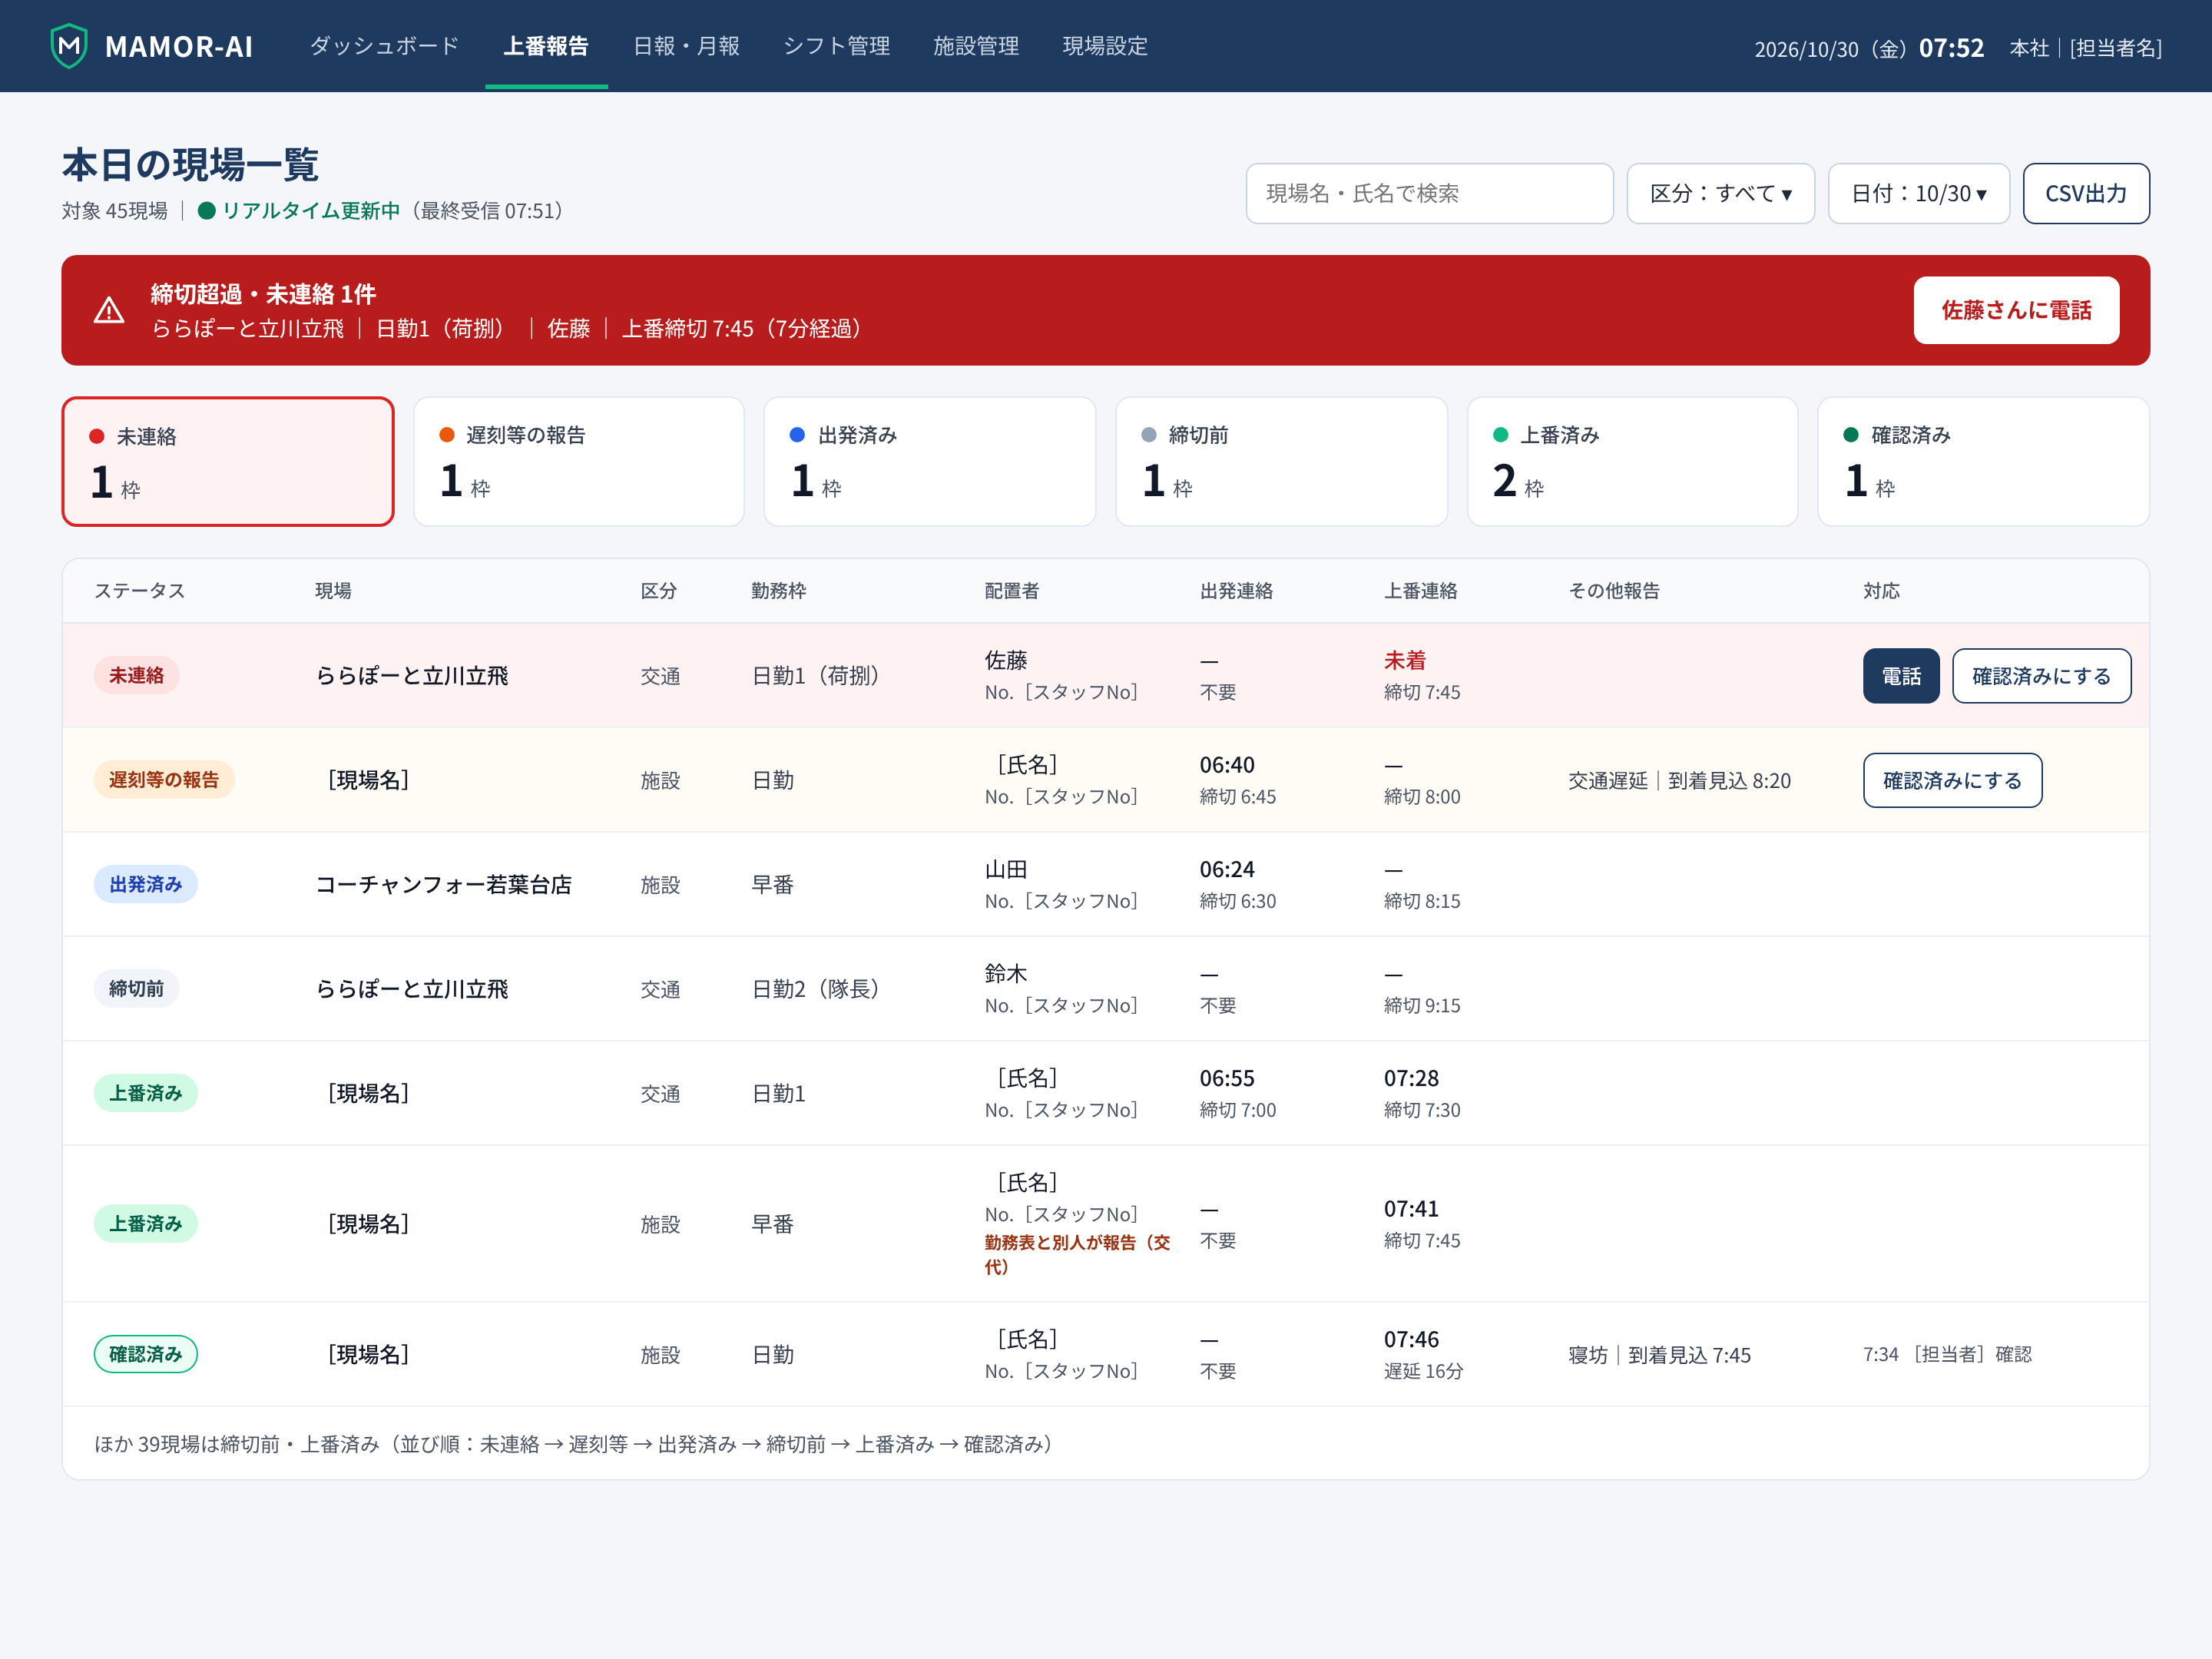 MAMOR-AI ダッシュボード 上番報告 日報・月報 シフト管理 施設管理 現場設定 2026/10/30（金）07:52 本社｜[担当者名]
本日の現場一覧
対象 45現場 ｜ ● リアルタイム更新中（最終受信 07:51）
現場名・氏名で検索 区分：すべて ▾ 日付：10/30 ▾ CSV出力
締切超過・未連絡 1件
ららぽーと立川立飛 ｜ 日勤1（荷捌） ｜ 佐藤 ｜ 上番締切 7:45（7分経過）
佐藤さんに電話
未連絡
1 枠
遅刻等の報告
1 枠
出発済み
1 枠
締切前
1 枠
上番済み
2 枠
確認済み
1 枠
ステータス 現場 区分 勤務枠 配置者 出発連絡 上番連絡 その他報告 対応
未連絡 ららぽーと立川立飛 交通 日勤1（荷捌） 佐藤 — 未着 電話 確認済みにする
No.［スタッフNo］ 不要 締切 7:45
遅刻等の報告 ［現場名］ 施設 日勤 ［氏名］ 06:40 — 交通遅延｜到着見込 8:20 確認済みにする
No.［スタッフNo］ 締切 6:45 締切 8:00
出発済み コーチャンフォー若葉台店 施設 早番 山田 06:24 —
No.［スタッフNo］ 締切 6:30 締切 8:15
締切前 ららぽーと立川立飛 交通 日勤2（隊長） 鈴木 — —
No.［スタッフNo］ 不要 締切 9:15
上番済み ［現場名］ 交通 日勤1 ［氏名］ 06:55 07:28
No.［スタッフNo］ 締切 7:00 締切 7:30
上番済み ［現場名］ 施設 早番 ［氏名］ — 07:41
No.［スタッフNo］ 不要 締切 7:45
勤務表と別人が報告（交
代）
確認済み ［現場名］ 施設 日勤 ［氏名］ — 07:46 寝坊｜到着見込 7:45 7:34 ［担当者］確認
No.［スタッフNo］ 不要 遅延 16分
ほか 39現場は締切前・上番済み（並び順：未連絡 → 遅刻等 → 出発済み → 締切前 → 上番済み → 確認済み）